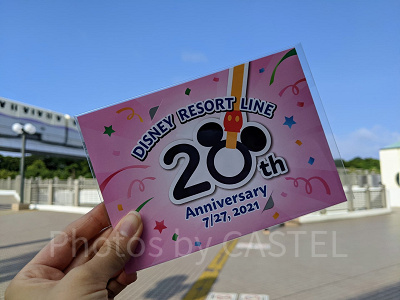 DISNEY RESORT LINE
20th
Anniversary
7/27, 2021
Photos by CASTEL